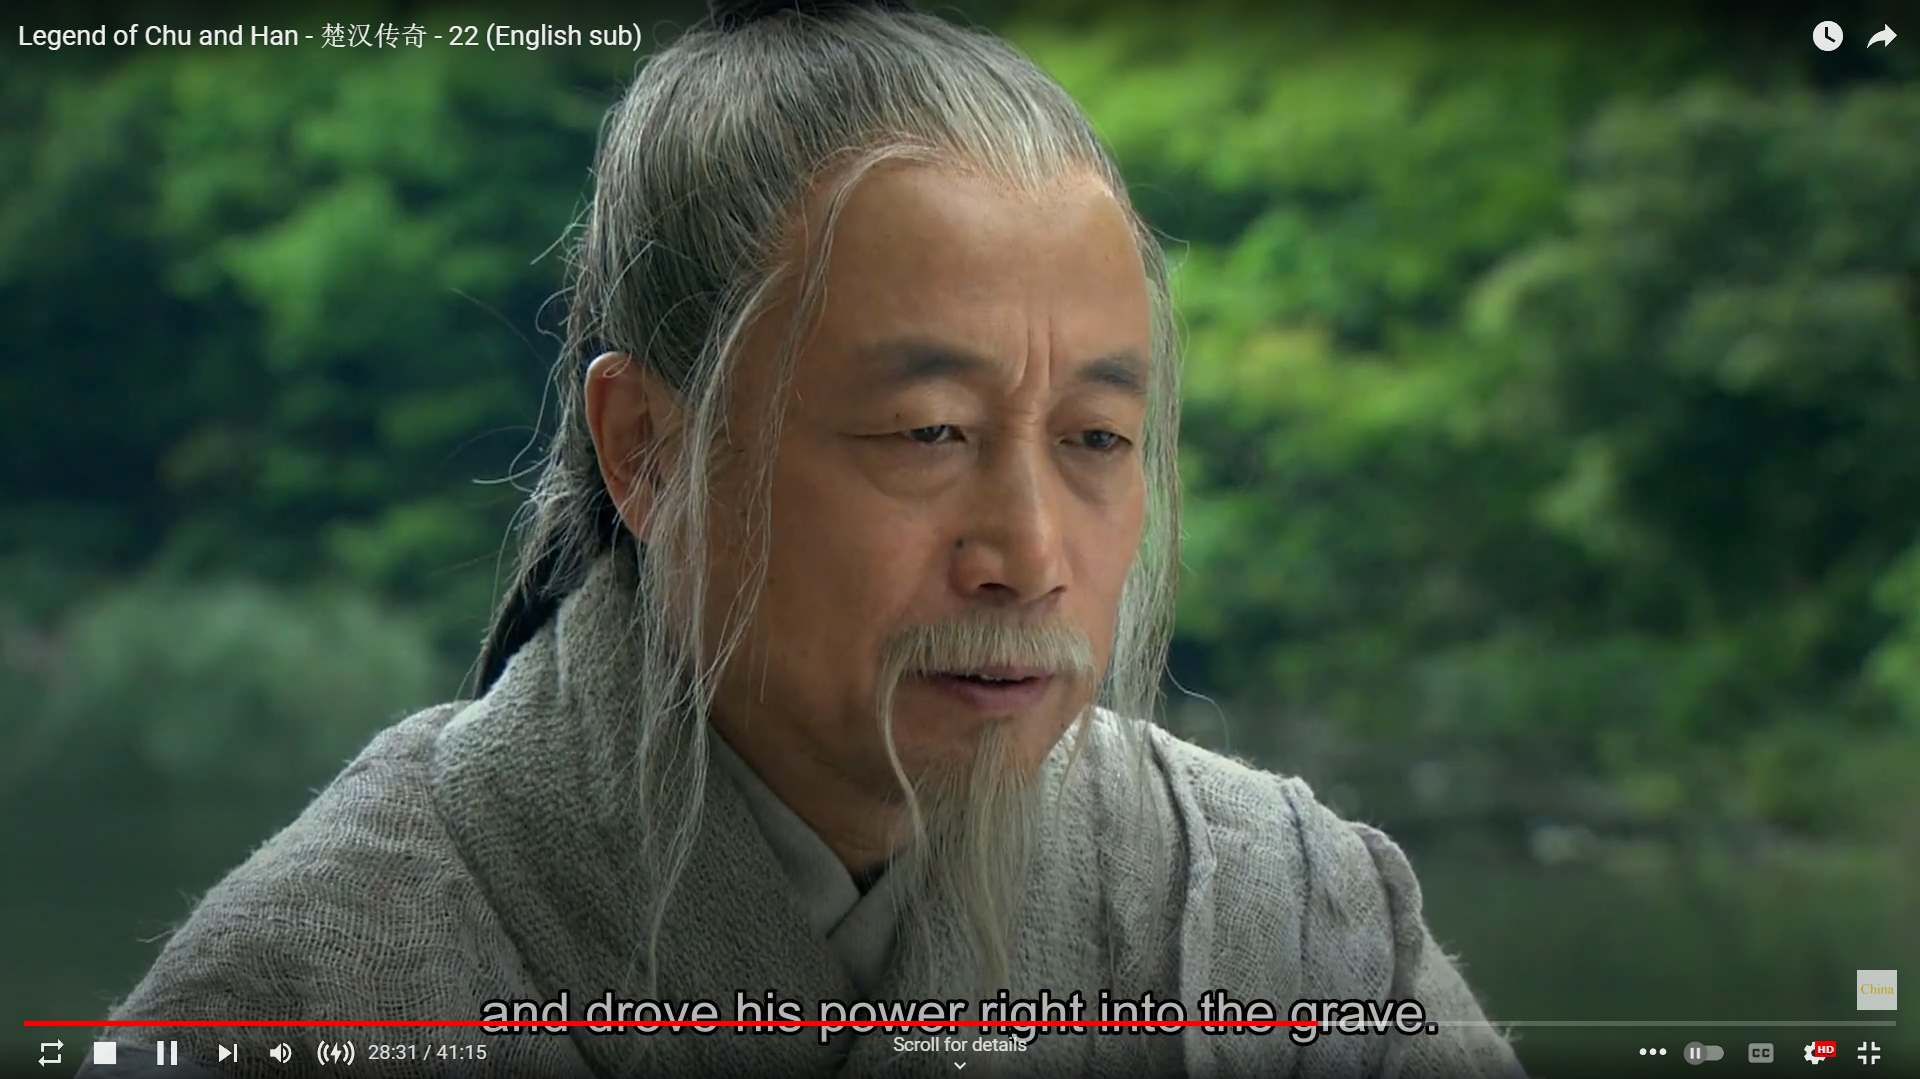 Legend of Chu and Han - 楚汉传奇 - 22 (English sub)
China
and drove his power right into the grave.
28:31 / 41:15
Scroll for details
CC
HD